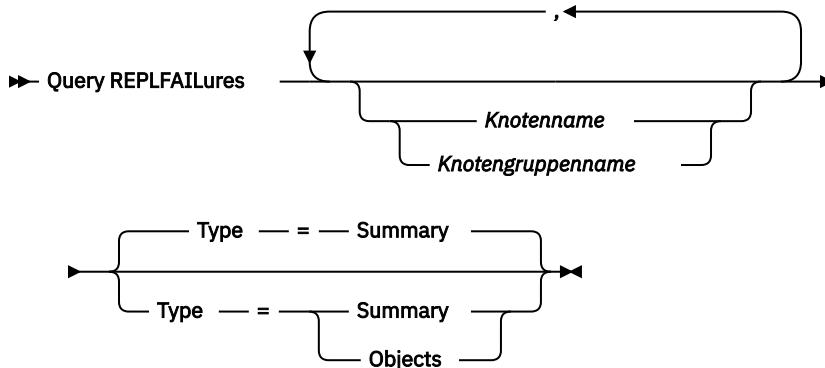 ,
Query REPLFAILures
Knotenname
Knotengruppenname
Type = Summary
Type = Summary
Objects